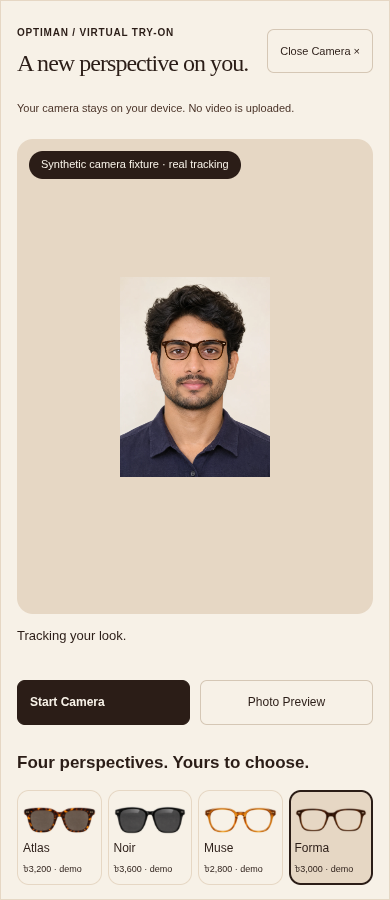 OPTIMAN / VIRTUAL TRY-ON
A new perspective on you.
Close Camera ×
Your camera stays on your device. No video is uploaded.
Synthetic camera fixture · real tracking
Tracking your look.
Start Camera
Photo Preview
Four perspectives. Yours to choose.
Atlas
৳3,200 · demo
Noir
৳3,600 · demo
Muse
৳2,800 · demo
Forma
৳3,000 · demo